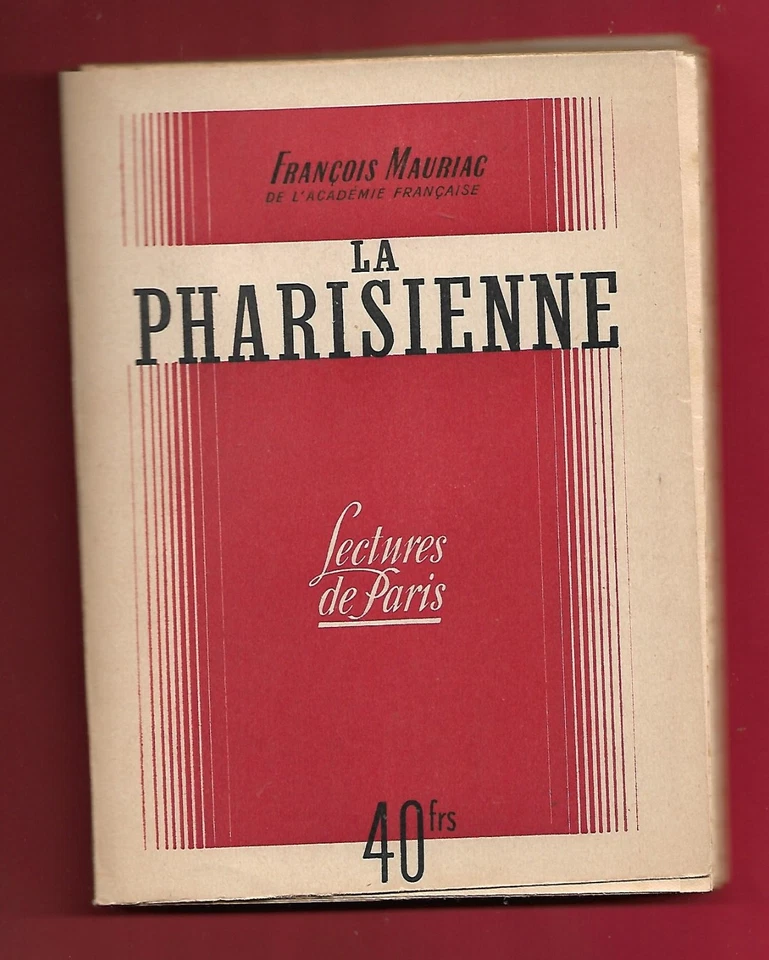 FRANÇOIS MAURIAC
DE L'ACADÉMIE FRANÇAISE
LA
PHARISIENNE
Lectures
de Paris
40 frs